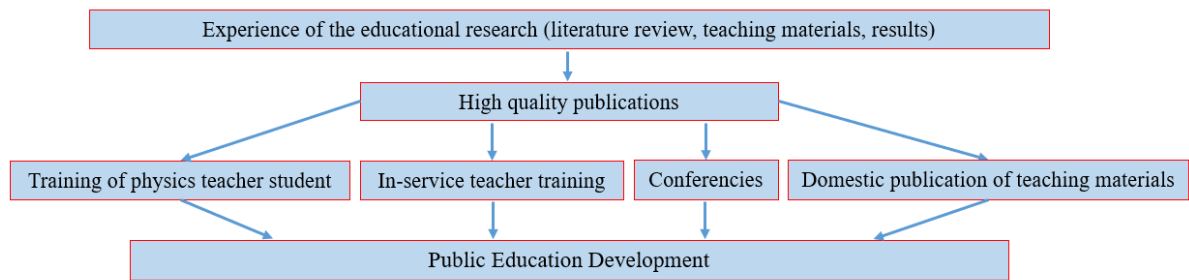 Experience of the educational research (literature review, teaching materials, results)
High quality publications
Training of physics teacher student
In-service teacher training
Conferencies
Domestic publication of teaching materials
Public Education Development